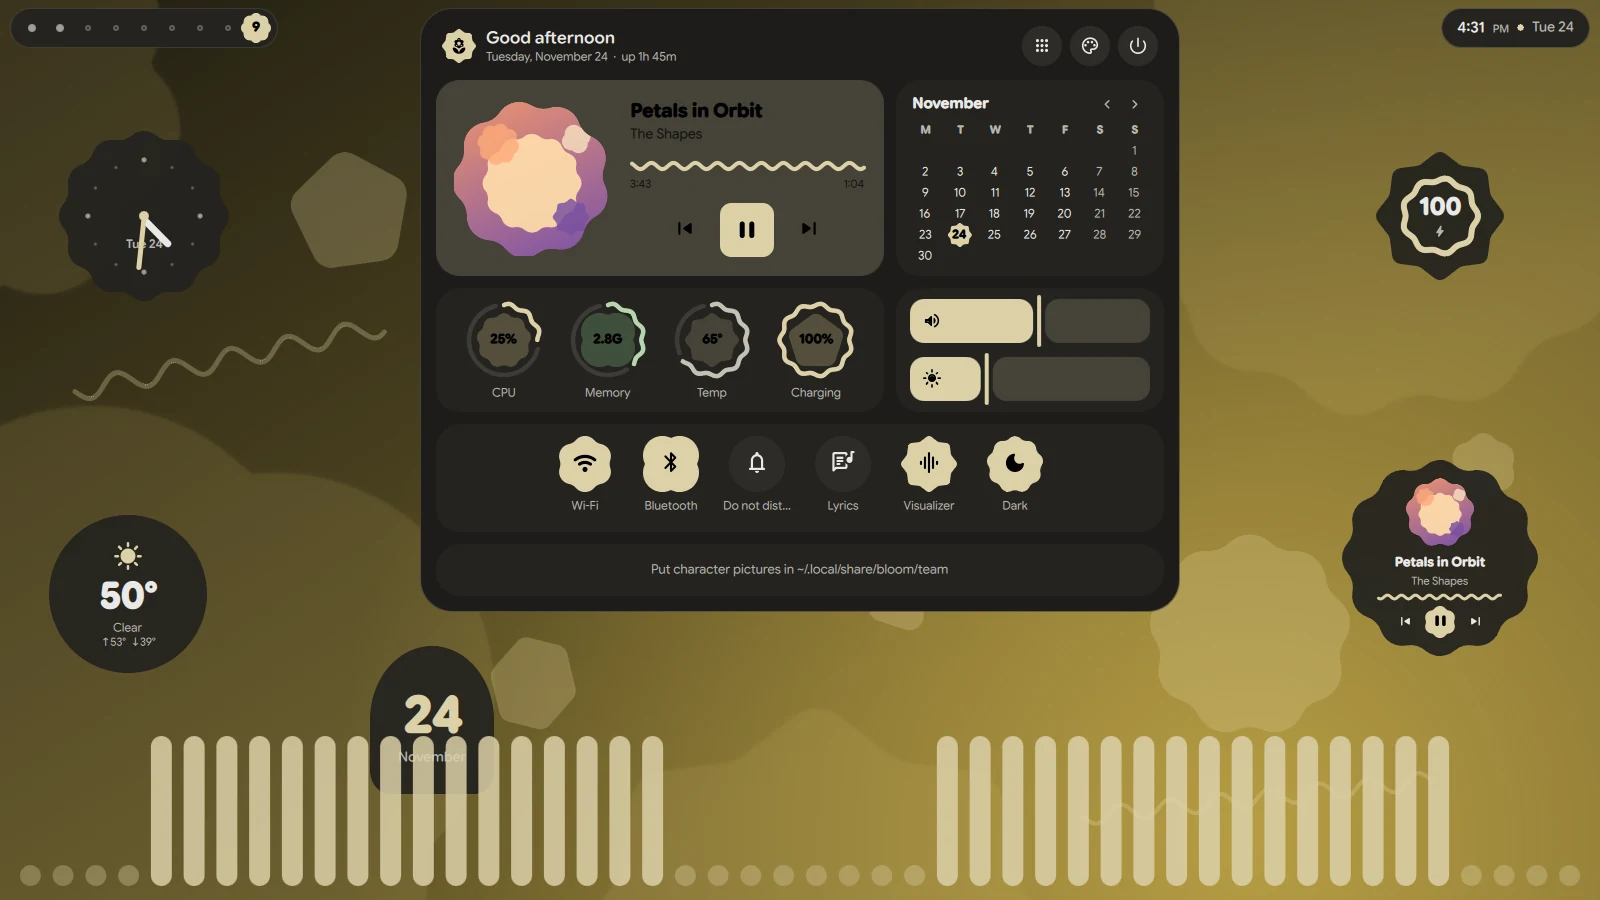 9
Good afternoon
Tuesday, November 24 · up 1h 45m
4:31 PM Tue 24
Petals in Orbit
The Shapes
3:43 1:04
November
M T W T F S S
1
2 3 4 5 6 7 8
9 10 11 12 13 14 15
16 17 18 19 20 21 22
23 24 25 26 27 28 29
30
Tue 24
100
25% 2.8G 65° 100%
CPU Memory Temp Charging
Wi-Fi Bluetooth Do not dist... Lyrics Visualizer Dark
Put character pictures in ~/.local/share/bloom/team
50°
Clear
↑53° ↓39°
Petals in Orbit
The Shapes
24
November